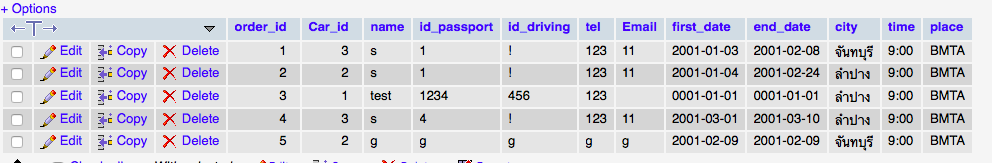 + Options
order_id Car_id name id_passport id_driving tel Email first_date end_date city time place
Edit Copy Delete 1 3 s 1 ! 123 11 2001-01-03 2001-02-08 จันทบุรี 9:00 BMTA
Edit Copy Delete 2 2 s 1 ! 123 11 2001-01-04 2001-02-24 ลำปาง 9:00 BMTA
Edit Copy Delete 3 1 test 1234 456 123 0001-01-01 0001-01-01 ลำปาง 9:00 BMTA
Edit Copy Delete 4 3 s 4 ! 123 11 2001-03-01 2001-03-10 ลำปาง 9:00 BMTA
Edit Copy Delete 5 2 g g g g g 2001-02-09 2001-02-09 จันทบุรี 9:00 BMTA